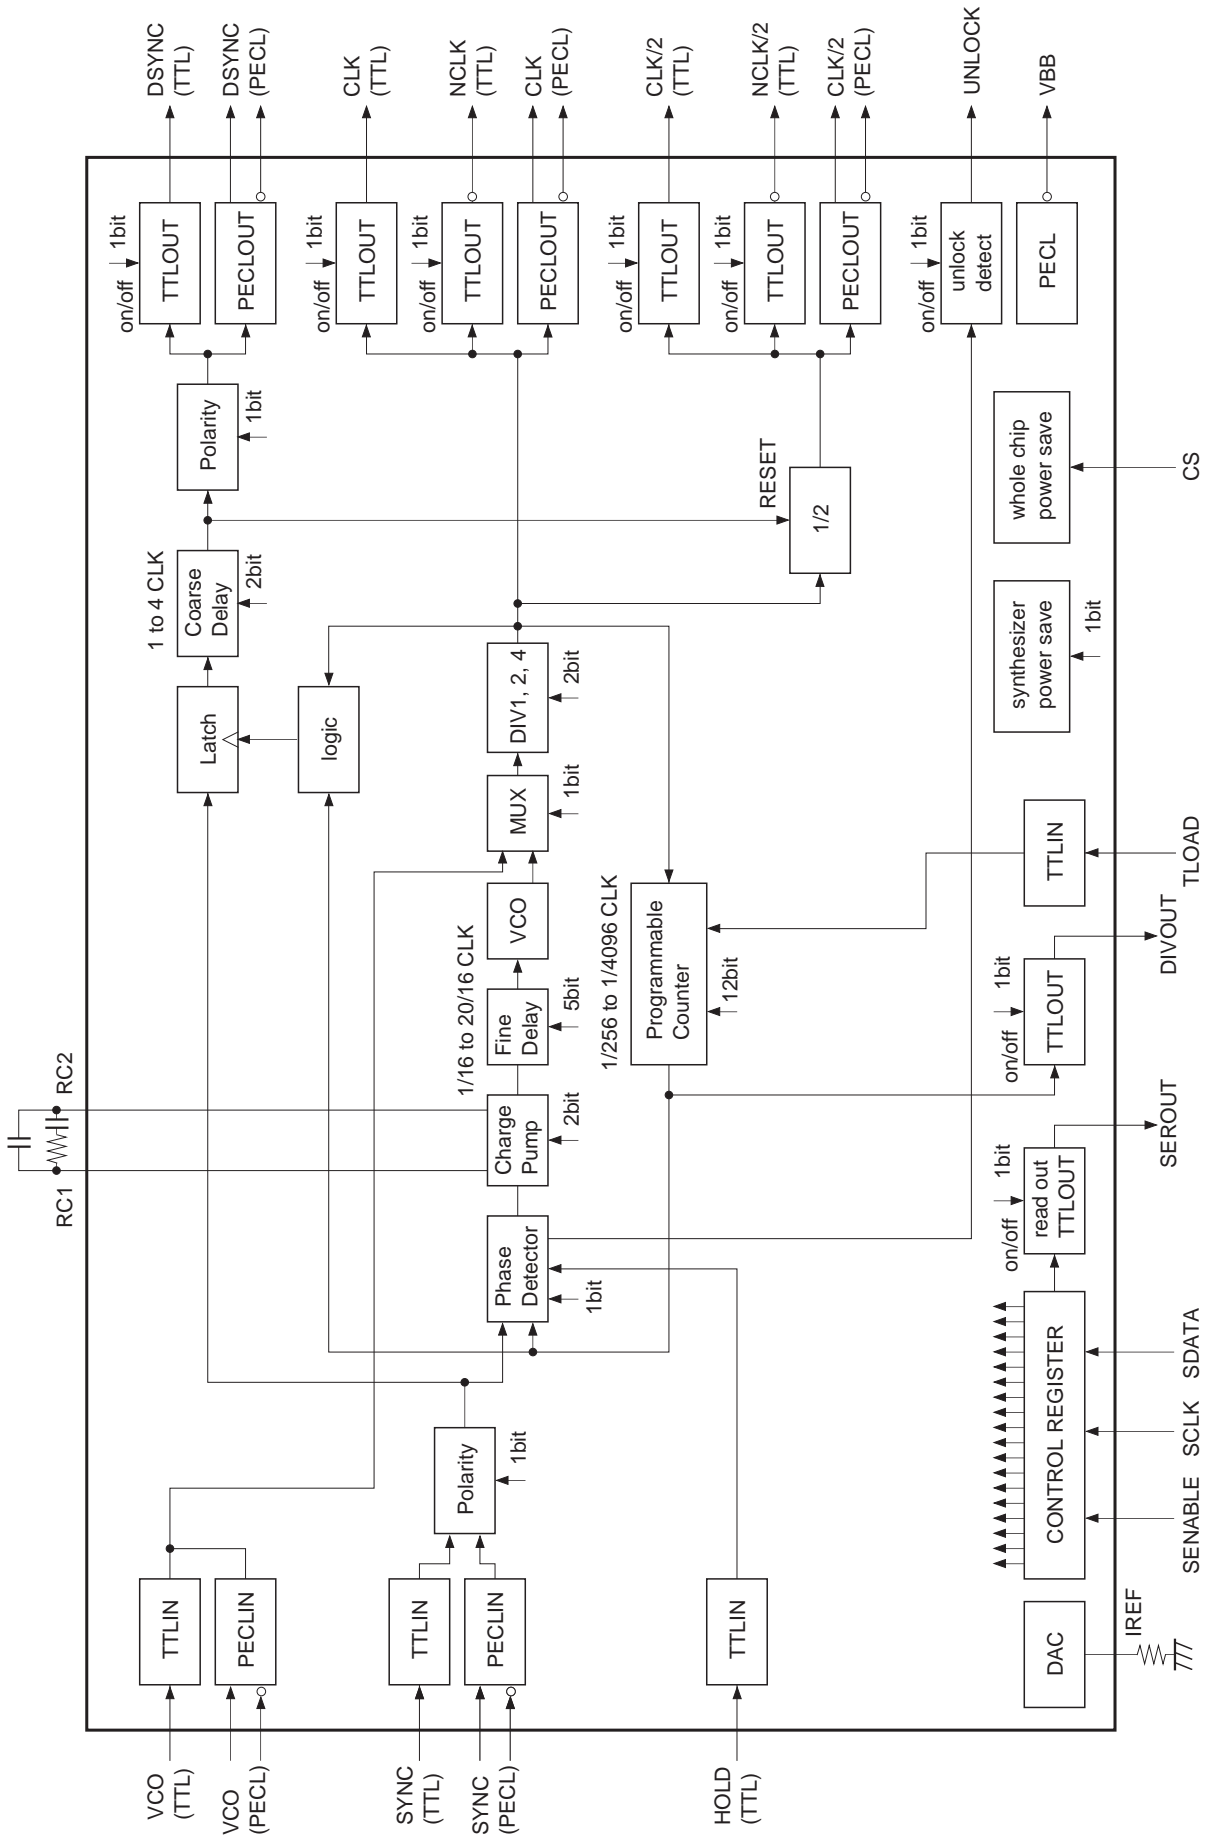 DSYNC
(TTL)
DSYNC
(PECL)
CLK
(TTL)
NCLK
(TTL)
CLK
(PECL)
CLK/2
(TTL)
NCLK/2
(TTL)
CLK/2
(PECL)
UNLOCK
VBB
on/off
1bit
TTLOUT
PECLOUT
on/off
1bit
TTLOUT
on/off
1bit
TTLOUT
PECLOUT
on/off
1bit
TTLOUT
on/off
1bit
TTLOUT
PECLOUT
on/off
1bit
unlock
detect
PECL
Polarity
1bit
1 to 4 CLK
Coarse
Delay
2bit
RESET
1/2
whole chip
power save
CS
synthesizer
power save
1bit
Latch
logic
DIV1, 2, 4
2bit
MUX
1bit
VCO
1/16 to 20/16 CLK
Fine
Delay
5bit
1/256 to 1/4096 CLK
Programmable
Counter
12bit
TTLIN
TLOAD
on/off
1bit
TTLOUT
DIVOUT
RC2
RC1
Charge
Pump
2bit
Phase
Detector
1bit
on/off
1bit
read out
TTLOUT
SEROUT
Polarity
1bit
CONTROL REGISTER
SENABLE
SCLK
SDATA
TTLIN
PECLIN
TTLIN
PECLIN
TTLIN
DAC
IREF
VCO
(TTL)
VCO
(PECL)
SYNC
(TTL)
SYNC
(PECL)
HOLD
(TTL)